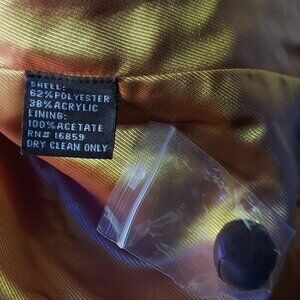 SHELL:
62% POLYESTER
38% ACRYLIC
LINING:
100% ACETATE
RN# 16859
DRY CLEAN ONLY